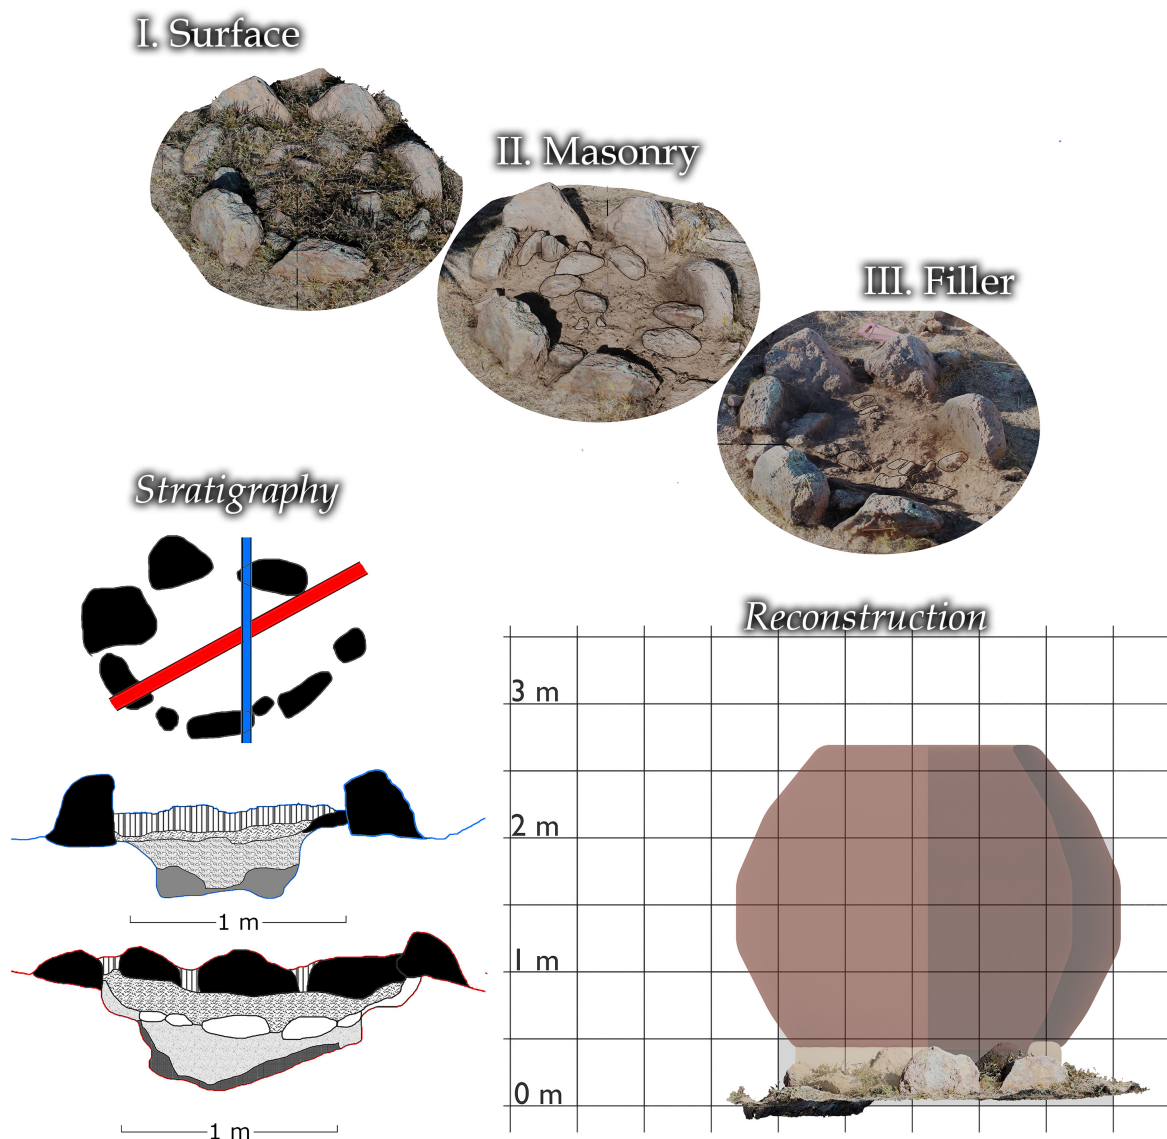 I. Surface
II. Masonry
III. Filler
Stratigraphy
1 m
1 m
Reconstruction
3 m
2 m
1 m
0 m